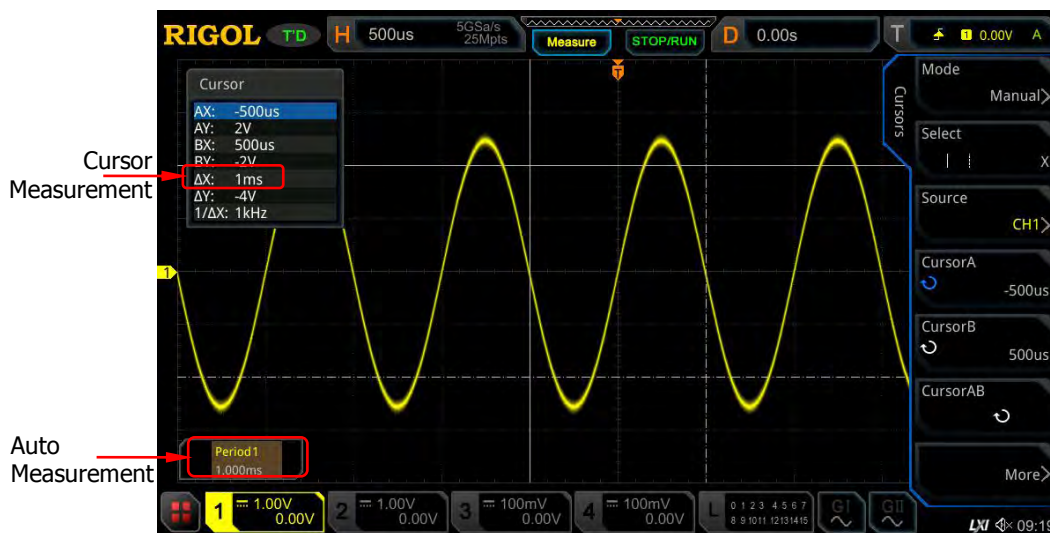 RIGOL T'D H 500us 5GSa/s 25Mpts Measure STOP/RUN D 0.00s T 1 0.00V A
T
Cursor
AX: -500us
AY: 2V
BX: 500us
BY: -2V
ΔX: 1ms
ΔY: -4V
1/ΔX: 1kHz
Cursor
Measurement
1
Auto
Measurement
Period1
1.000ms
Cursors
Mode
Manual>
Select
X
Source
CH1>
CursorA
-500us
CursorB
500us
CursorAB
More>
1 1.00V 0.00V
2 1.00V 0.00V
3 100mV 0.00V
4 100mV 0.00V
L 0 1 2 3 4 5 6 7
8 9 10 11 12 13 14 15
GI
GII
LXI 09:19